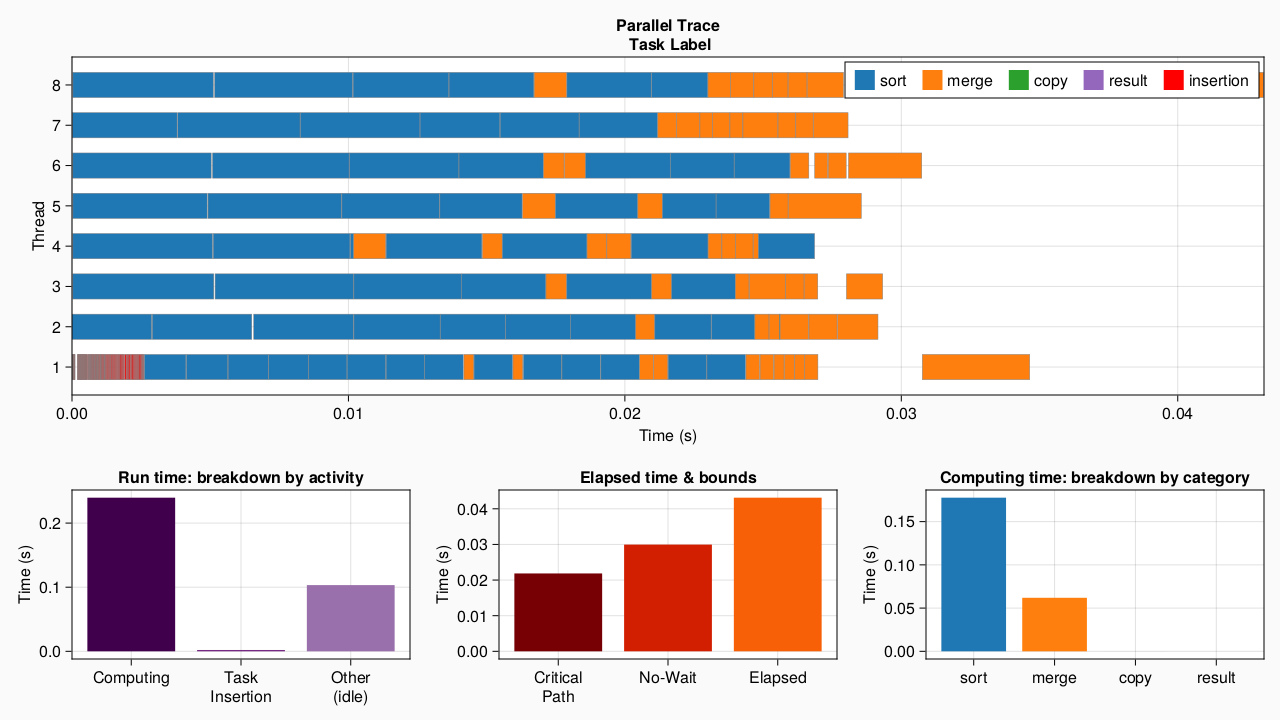 Parallel Trace
Task Label
sort merge copy result insertion
8
7
6
5
4
3
2
1
Thread
0.00 0.01 0.02 0.03 0.04
Time (s)
Run time: breakdown by activity
Time (s)
0.2
0.1
0.0
Computing Task Insertion Other (idle)
Elapsed time & bounds
Time (s)
0.04
0.03
0.02
0.01
0.00
Critical Path No-Wait Elapsed
Computing time: breakdown by category
Time (s)
0.15
0.10
0.05
0.00
sort merge copy result